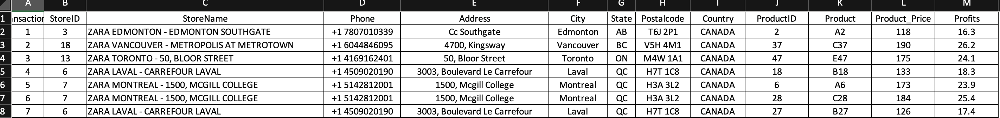 A B C D E F G H I J K L M
1 nsaction StoreID StoreName Phone Address City State Postalcode Country ProductID Product Product_Price Profits
2 1 3 ZARA EDMONTON - EDMONTON SOUTHGATE +1 7807010339 Cc Southgate Edmonton AB T6J 2P1 CANADA 2 A2 118 16.3
3 2 18 ZARA VANCOUVER - METROPOLIS AT METROTOWN +1 6044846095 4700, Kingsway Vancouver BC V5H 4M1 CANADA 37 C37 190 26.2
4 3 13 ZARA TORONTO - 50, BLOOR STREET +1 4169162401 50, Bloor Street Toronto ON M4W 1A1 CANADA 47 E47 175 24.1
5 4 6 ZARA LAVAL - CARREFOUR LAVAL +1 4509020190 3003, Boulevard Le Carrefour Laval QC H7T 1C8 CANADA 18 B18 133 18.3
6 5 7 ZARA MONTREAL - 1500, MCGILL COLLEGE +1 5142812001 1500, Mcgill College Montreal QC H3A 3L2 CANADA 6 A6 173 23.9
7 6 7 ZARA MONTREAL - 1500, MCGILL COLLEGE +1 5142812001 1500, Mcgill College Montreal QC H3A 3L2 CANADA 28 C28 184 25.4
8 7 6 ZARA LAVAL - CARREFOUR LAVAL +1 4509020190 3003, Boulevard Le Carrefour Laval QC H7T 1C8 CANADA 27 B27 126 17.4